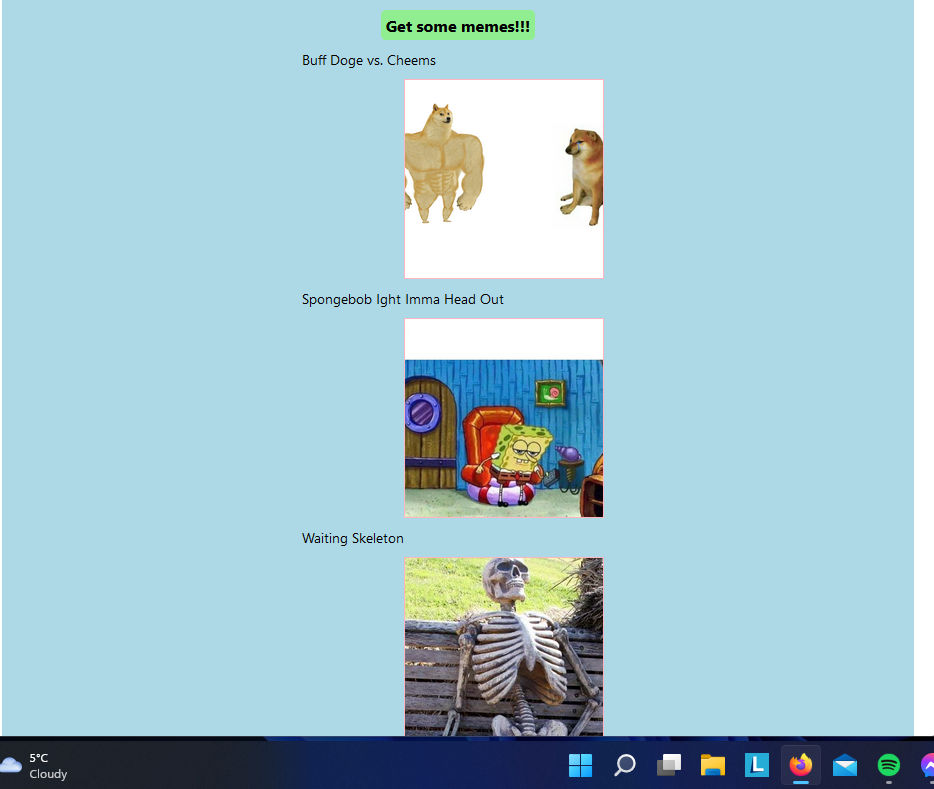 Get some memes!!!
Buff Doge vs. Cheems
Spongebob Ight Imma Head Out
Waiting Skeleton
5°C
Cloudy
L